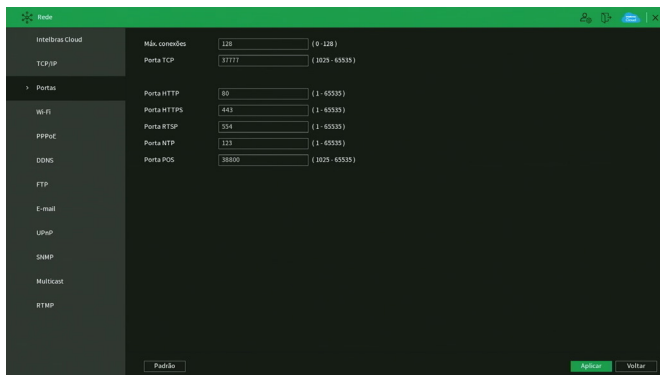 Rede
Intelbras Cloud
TCP/IP
Portas
Wi-Fi
PPPoE
DDNS
FTP
E-mail
UPnP
SNMP
Multicast
RTMP
Máx. conexões 128 ( 0 - 128 )
Porta TCP 37777 ( 1025 - 65535 )
Porta HTTP 80 ( 1 - 65535 )
Porta HTTPS 443 ( 1 - 65535 )
Porta RTSP 554 ( 1 - 65535 )
Porta NTP 123 ( 1 - 65535 )
Porta POS 38800 ( 1025 - 65535 )
Padrão Aplicar Voltar